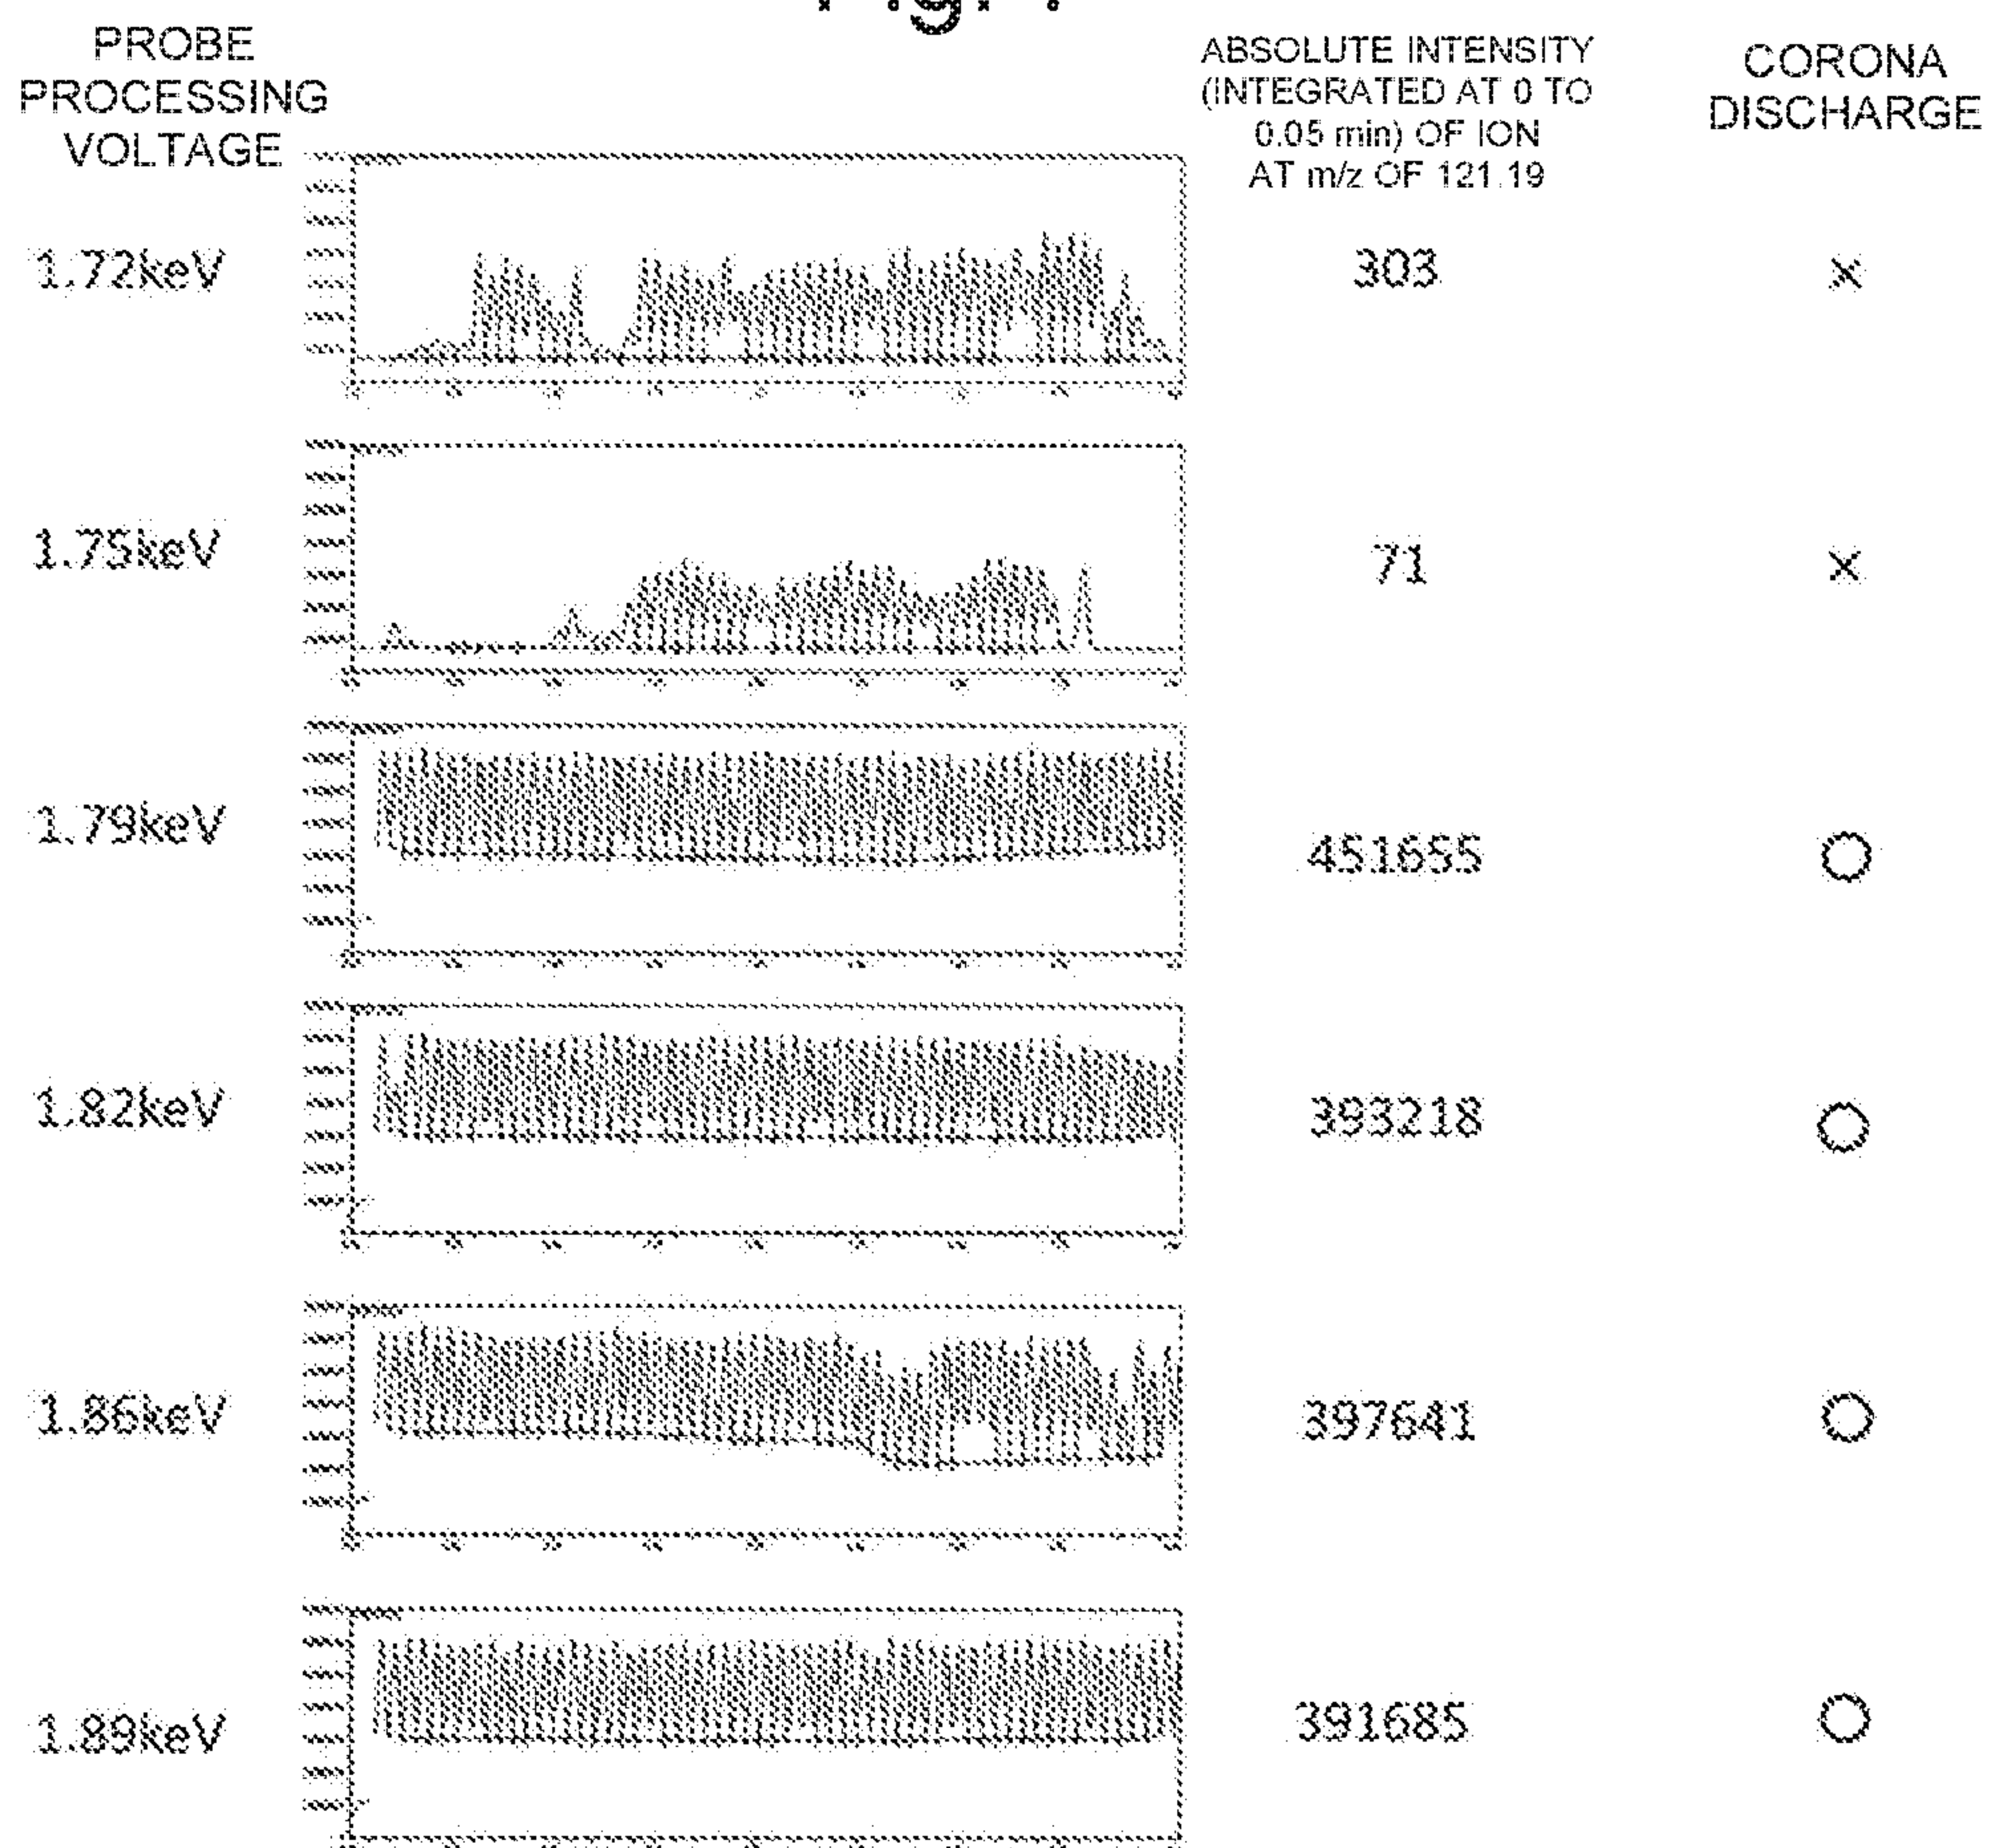 PROBE
PROCESSING
VOLTAGE
ABSOLUTE INTENSITY
(INTEGRATED AT 0 TO
0.05 min) OF ION
AT m/z OF 121.19
CORONA
DISCHARGE
1.72keV
303
×
1.75keV
71
×
1.79keV
451655
○
1.82keV
393218
○
1.86keV
397641
○
1.89keV
391685
○